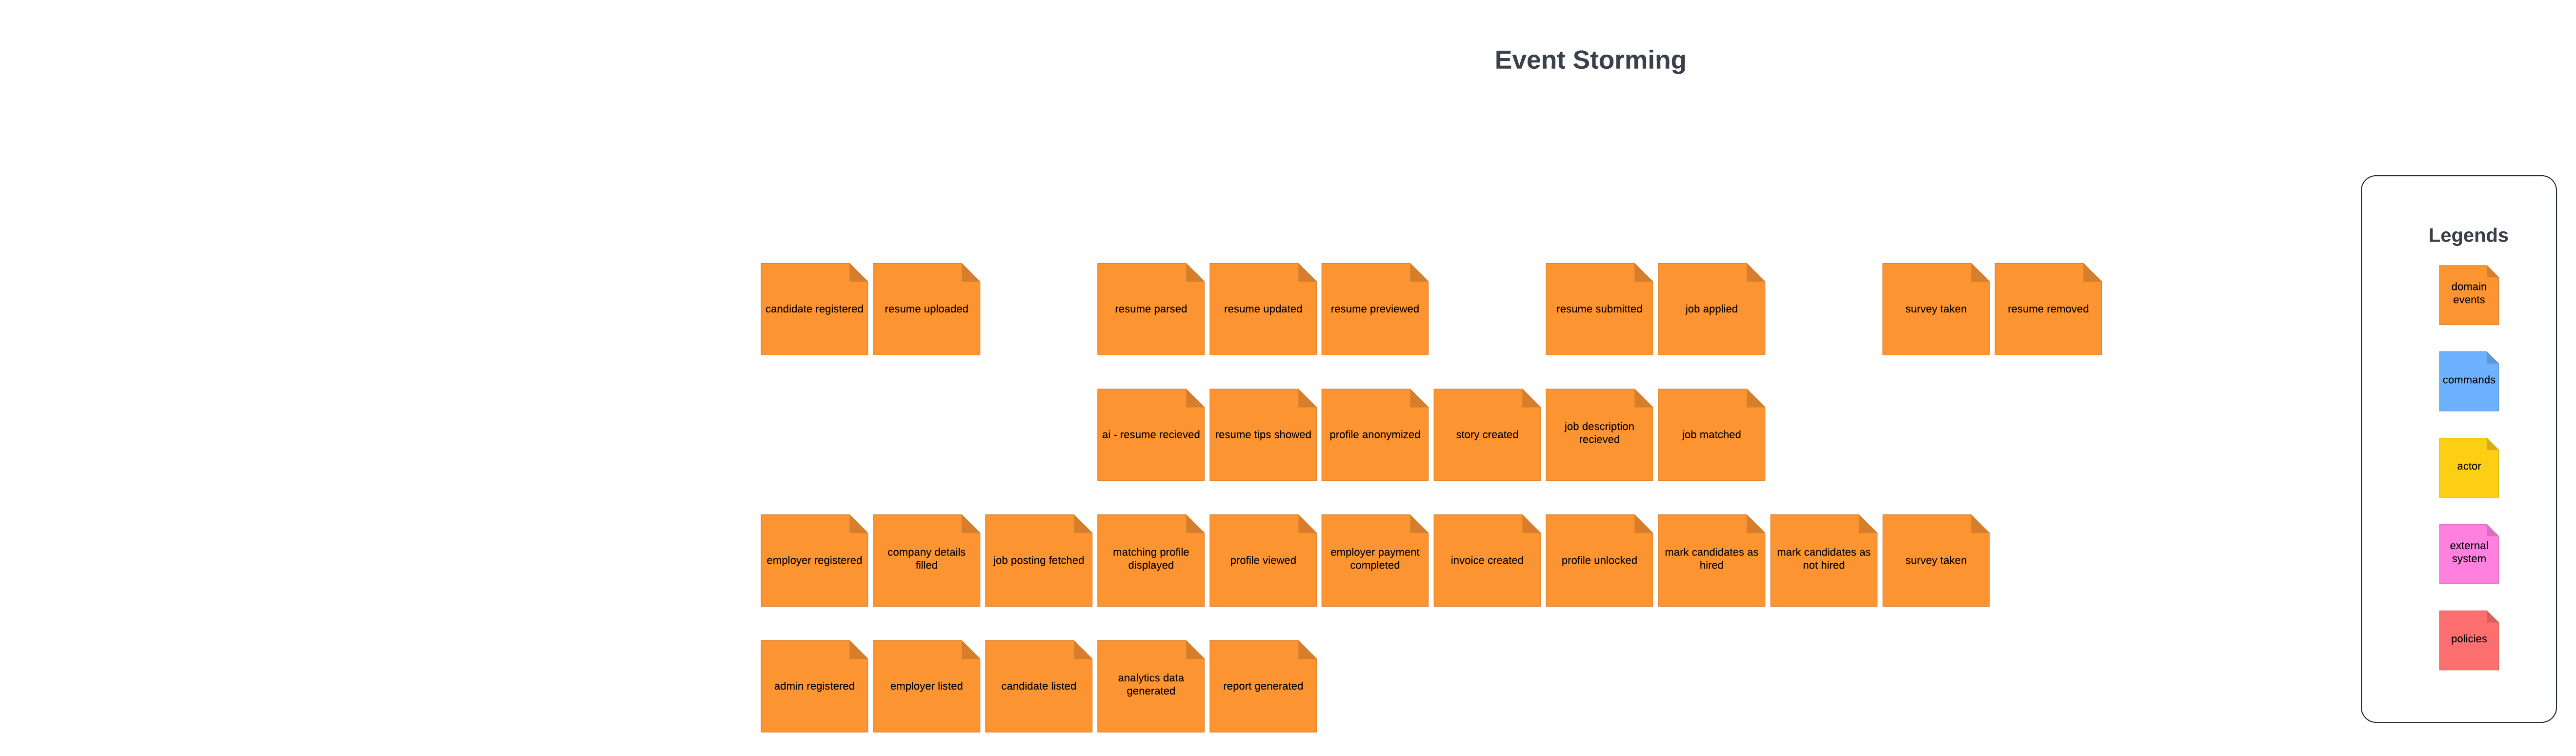 Event Storming
Legends
domain
events
commands
actor
external
system
policies
candidate registered
resume uploaded
resume parsed
resume updated
resume previewed
resume submitted
job applied
survey taken
resume removed
ai - resume recieved
resume tips showed
profile anonymized
story created
job description
recieved
job matched
employer registered
company details
filled
job posting fetched
matching profile
displayed
profile viewed
employer payment
completed
invoice created
profile unlocked
mark candidates as
hired
mark candidates as
not hired
survey taken
admin registered
employer listed
candidate listed
analytics data
generated
report generated